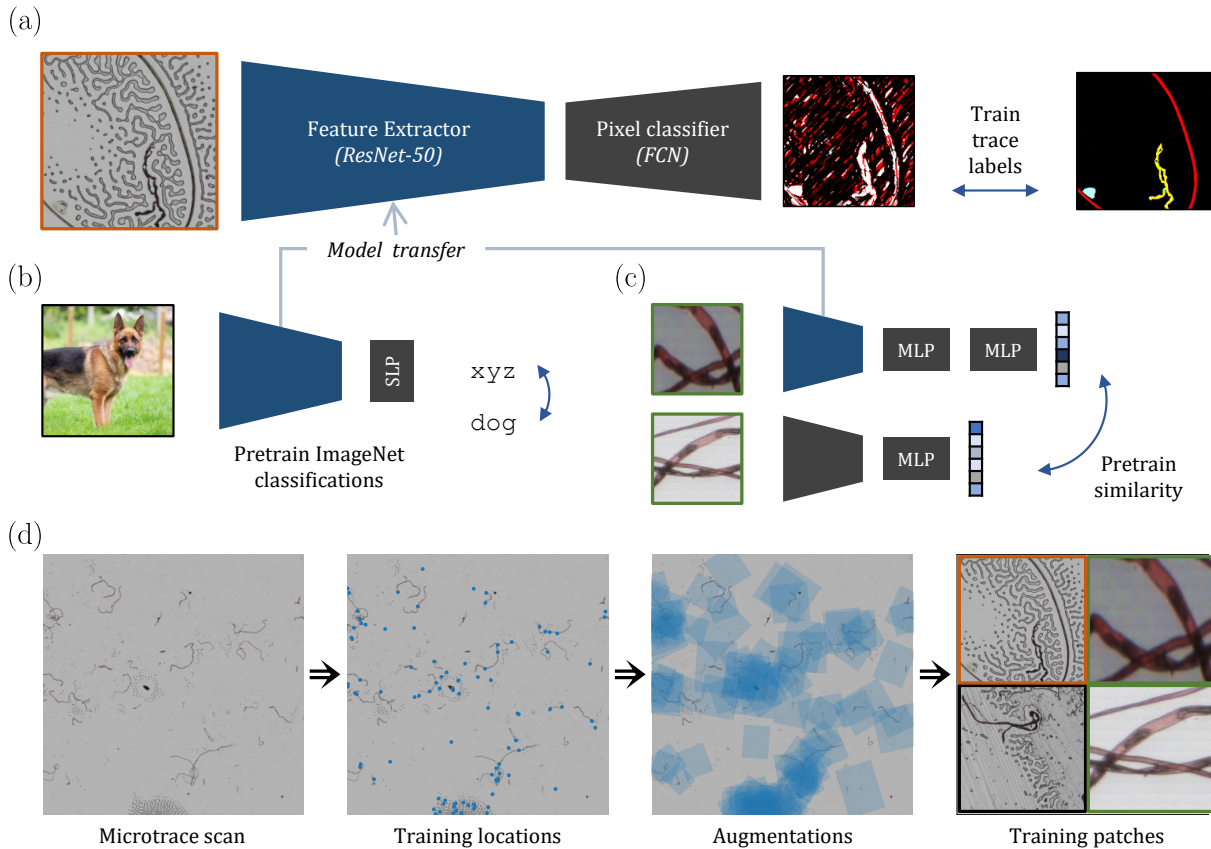 (a)
Feature Extractor
(ResNet-50)
Pixel classifier
(FCN)
Train
trace
labels
Model transfer
(b)
SLP
xyz
dog
Pretrain ImageNet
classifications
(c)
MLP
MLP
MLP
Pretrain
similarity
(d)
Microtrace scan
Training locations
Augmentations
Training patches